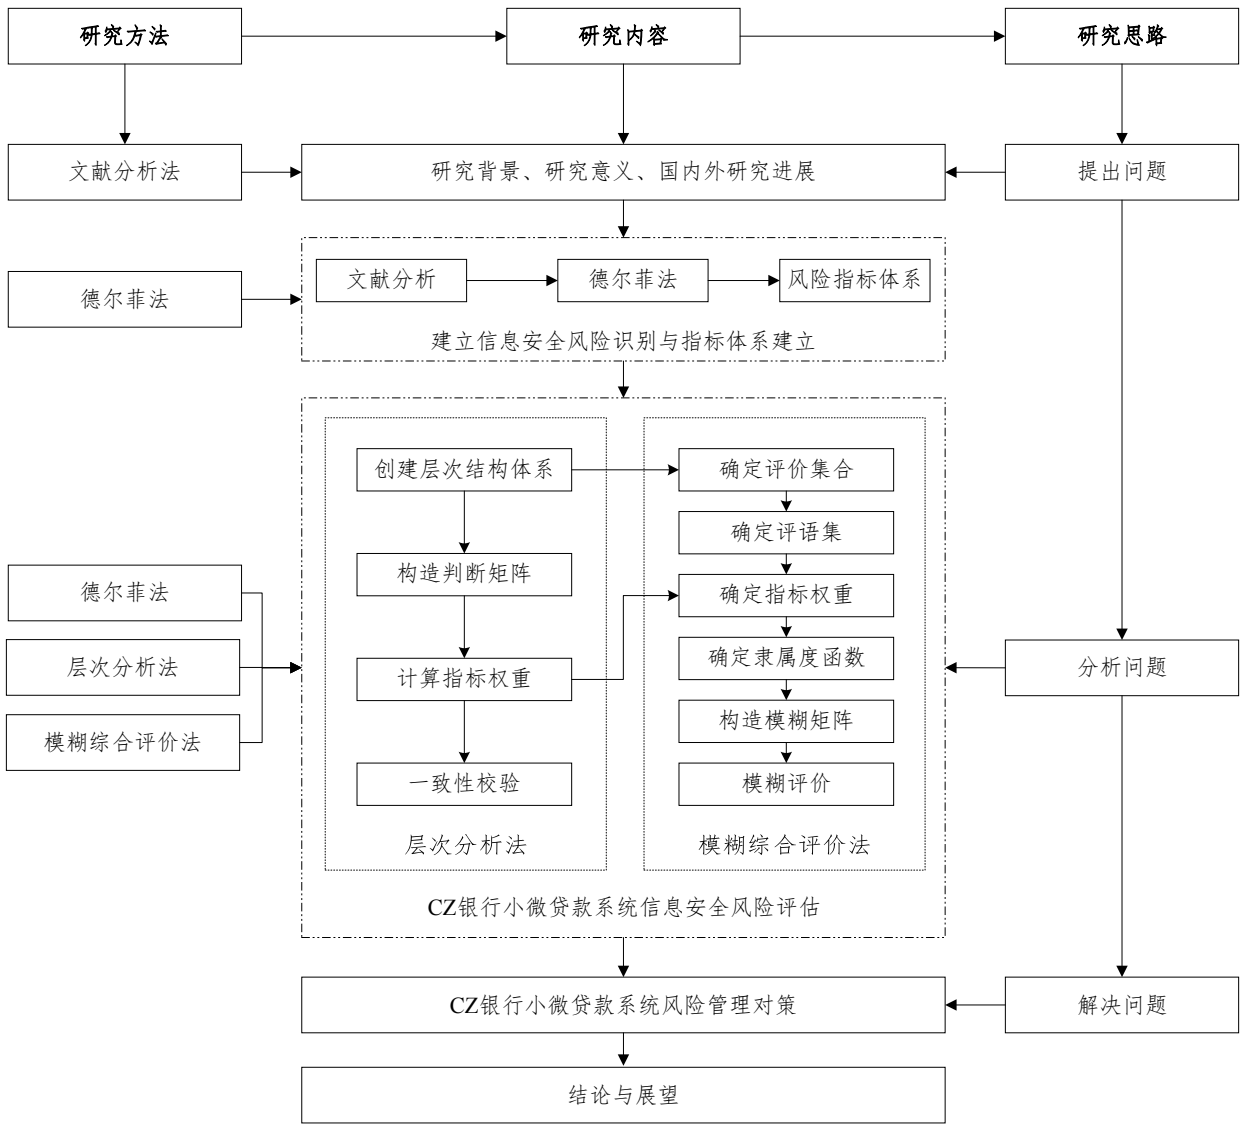 研究方法
研究内容
研究思路
文献分析法
研究背景、研究意义、国内外研究进展
提出问题
德尔菲法
文献分析
德尔菲法
风险指标体系
建立信息安全风险识别与指标体系建立
德尔菲法
层次分析法
模糊综合评价法
创建层次结构体系
构造判断矩阵
计算指标权重
一致性校验
层次分析法
确定评价集合
确定评语集
确定指标权重
确定隶属度函数
构造模糊矩阵
模糊评价
模糊综合评价法
CZ银行小微贷款系统信息安全风险评估
分析问题
CZ银行小微贷款系统风险管理对策
解决问题
结论与展望